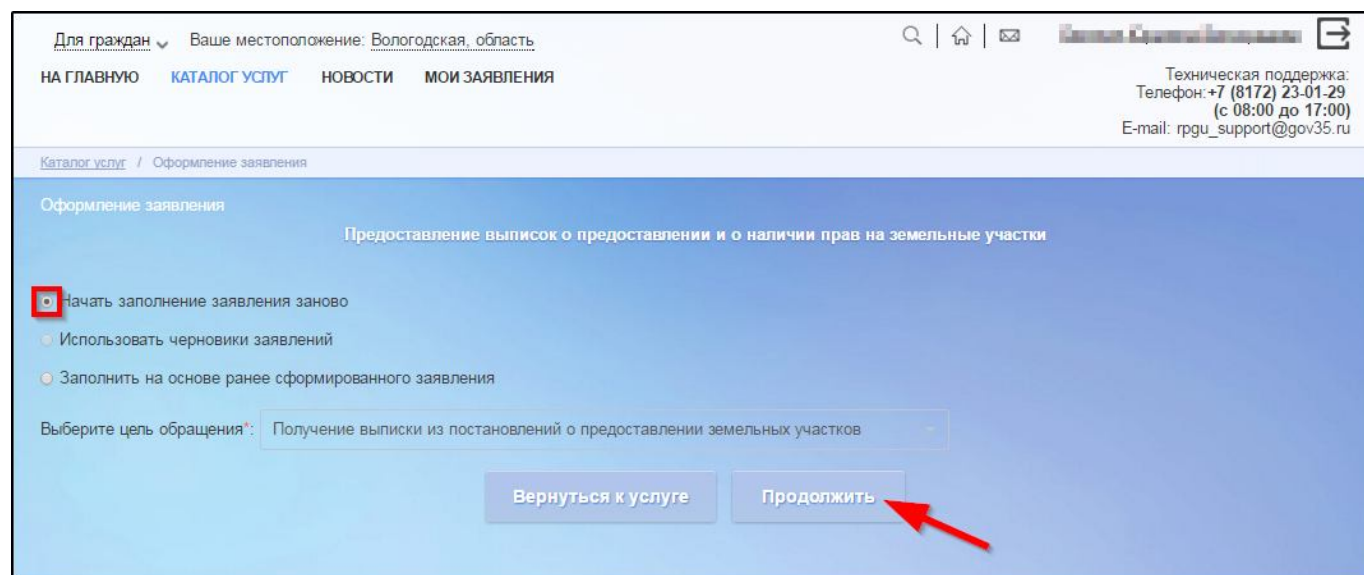 Для граждан Ваше местоположение: Вологодская, область
НА ГЛАВНУЮ КАТАЛОГ УСЛУГ НОВОСТИ МОИ ЗАЯВЛЕНИЯ
Техническая поддержка:
Телефон:+7 (8172) 23-01-29
(с 08:00 до 17:00)
E-mail: rpgu_support@gov35.ru
Каталог услуг / Оформление заявления
Оформление заявления
Предоставление выписок о предоставлении и о наличии прав на земельные участки
Начать заполнение заявления заново
Использовать черновики заявлений
Заполнить на основе ранее сформированного заявления
Выберите цель обращения*: Получение выписки из постановлений о предоставлении земельных участков
Вернуться к услуге Продолжить